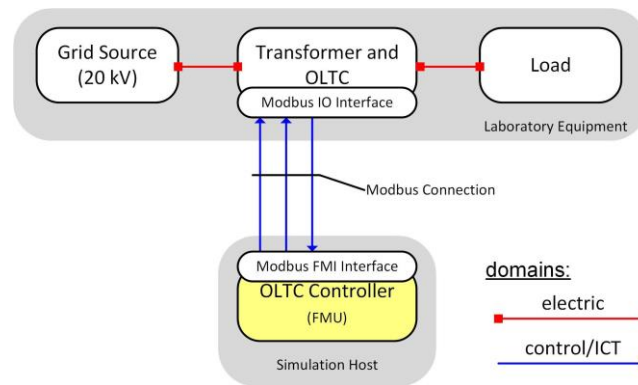 Grid Source
(20 kV)
Transformer and
OLTC
Load
Modbus IO Interface
Laboratory Equipment
Modbus Connection
Modbus FMI Interface
OLTC Controller
(FMU)
Simulation Host
domains:
electric
control/ICT